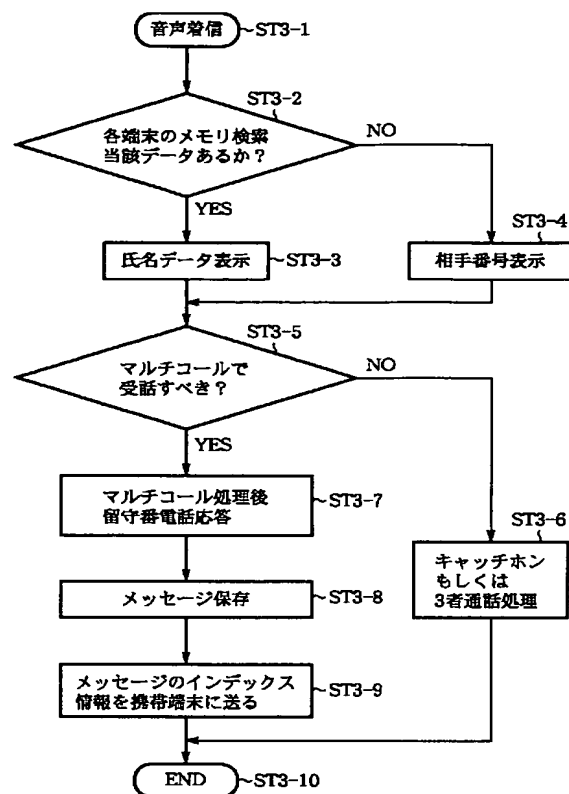 音声着信
ST3-1
ST3-2
各端末のメモリ検索
当該データあるか？
NO
YES
ST3-4
氏名データ表示
ST3-3
相手番号表示
ST3-5
マルチコールで
受話すべき？
NO
YES
マルチコール処理後
留守番電話応答
ST3-7
ST3-6
キャッチホン
もしくは
3者通話処理
メッセージ保存
ST3-8
メッセージのインデックス
情報を携帯端末に送る
ST3-9
END
ST3-10